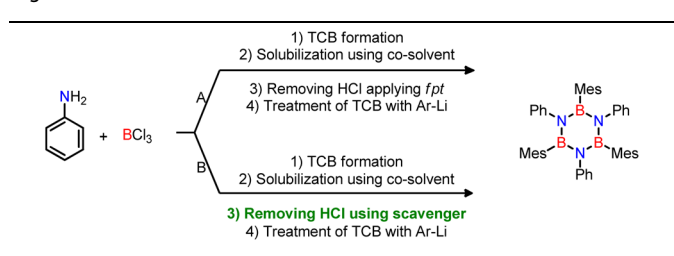 1) TCB formation
2) Solubilization using co-solvent
3) Removing HCl applying fpt
4) Treatment of TCB with Ar-Li
NH2
+ BCl3
A
B
1) TCB formation
2) Solubilization using co-solvent
3) Removing HCl using scavenger
4) Treatment of TCB with Ar-Li
Mes
Ph N B N Ph
B B
Mes N Mes
Ph